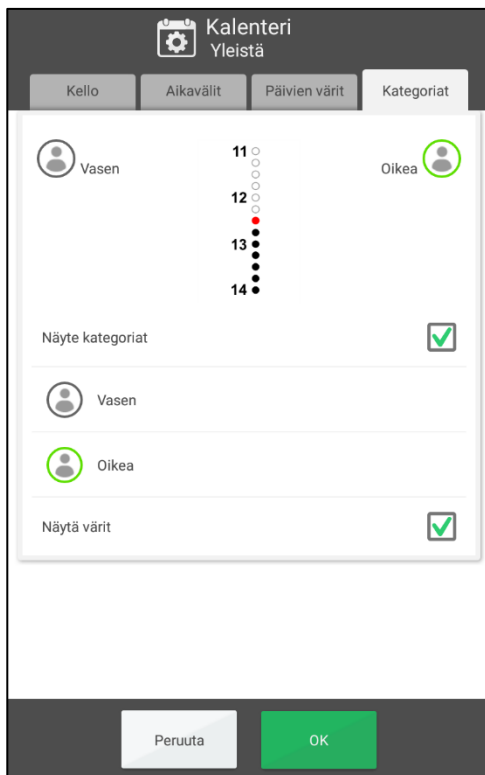 Kalenteri
Yleistä
Kello Aikavälit Päivien värit Kategoriat
Vasen 11 Oikea
12
13
14
Näyte kategoriat
Vasen
Oikea
Näytä värit
Peruuta OK